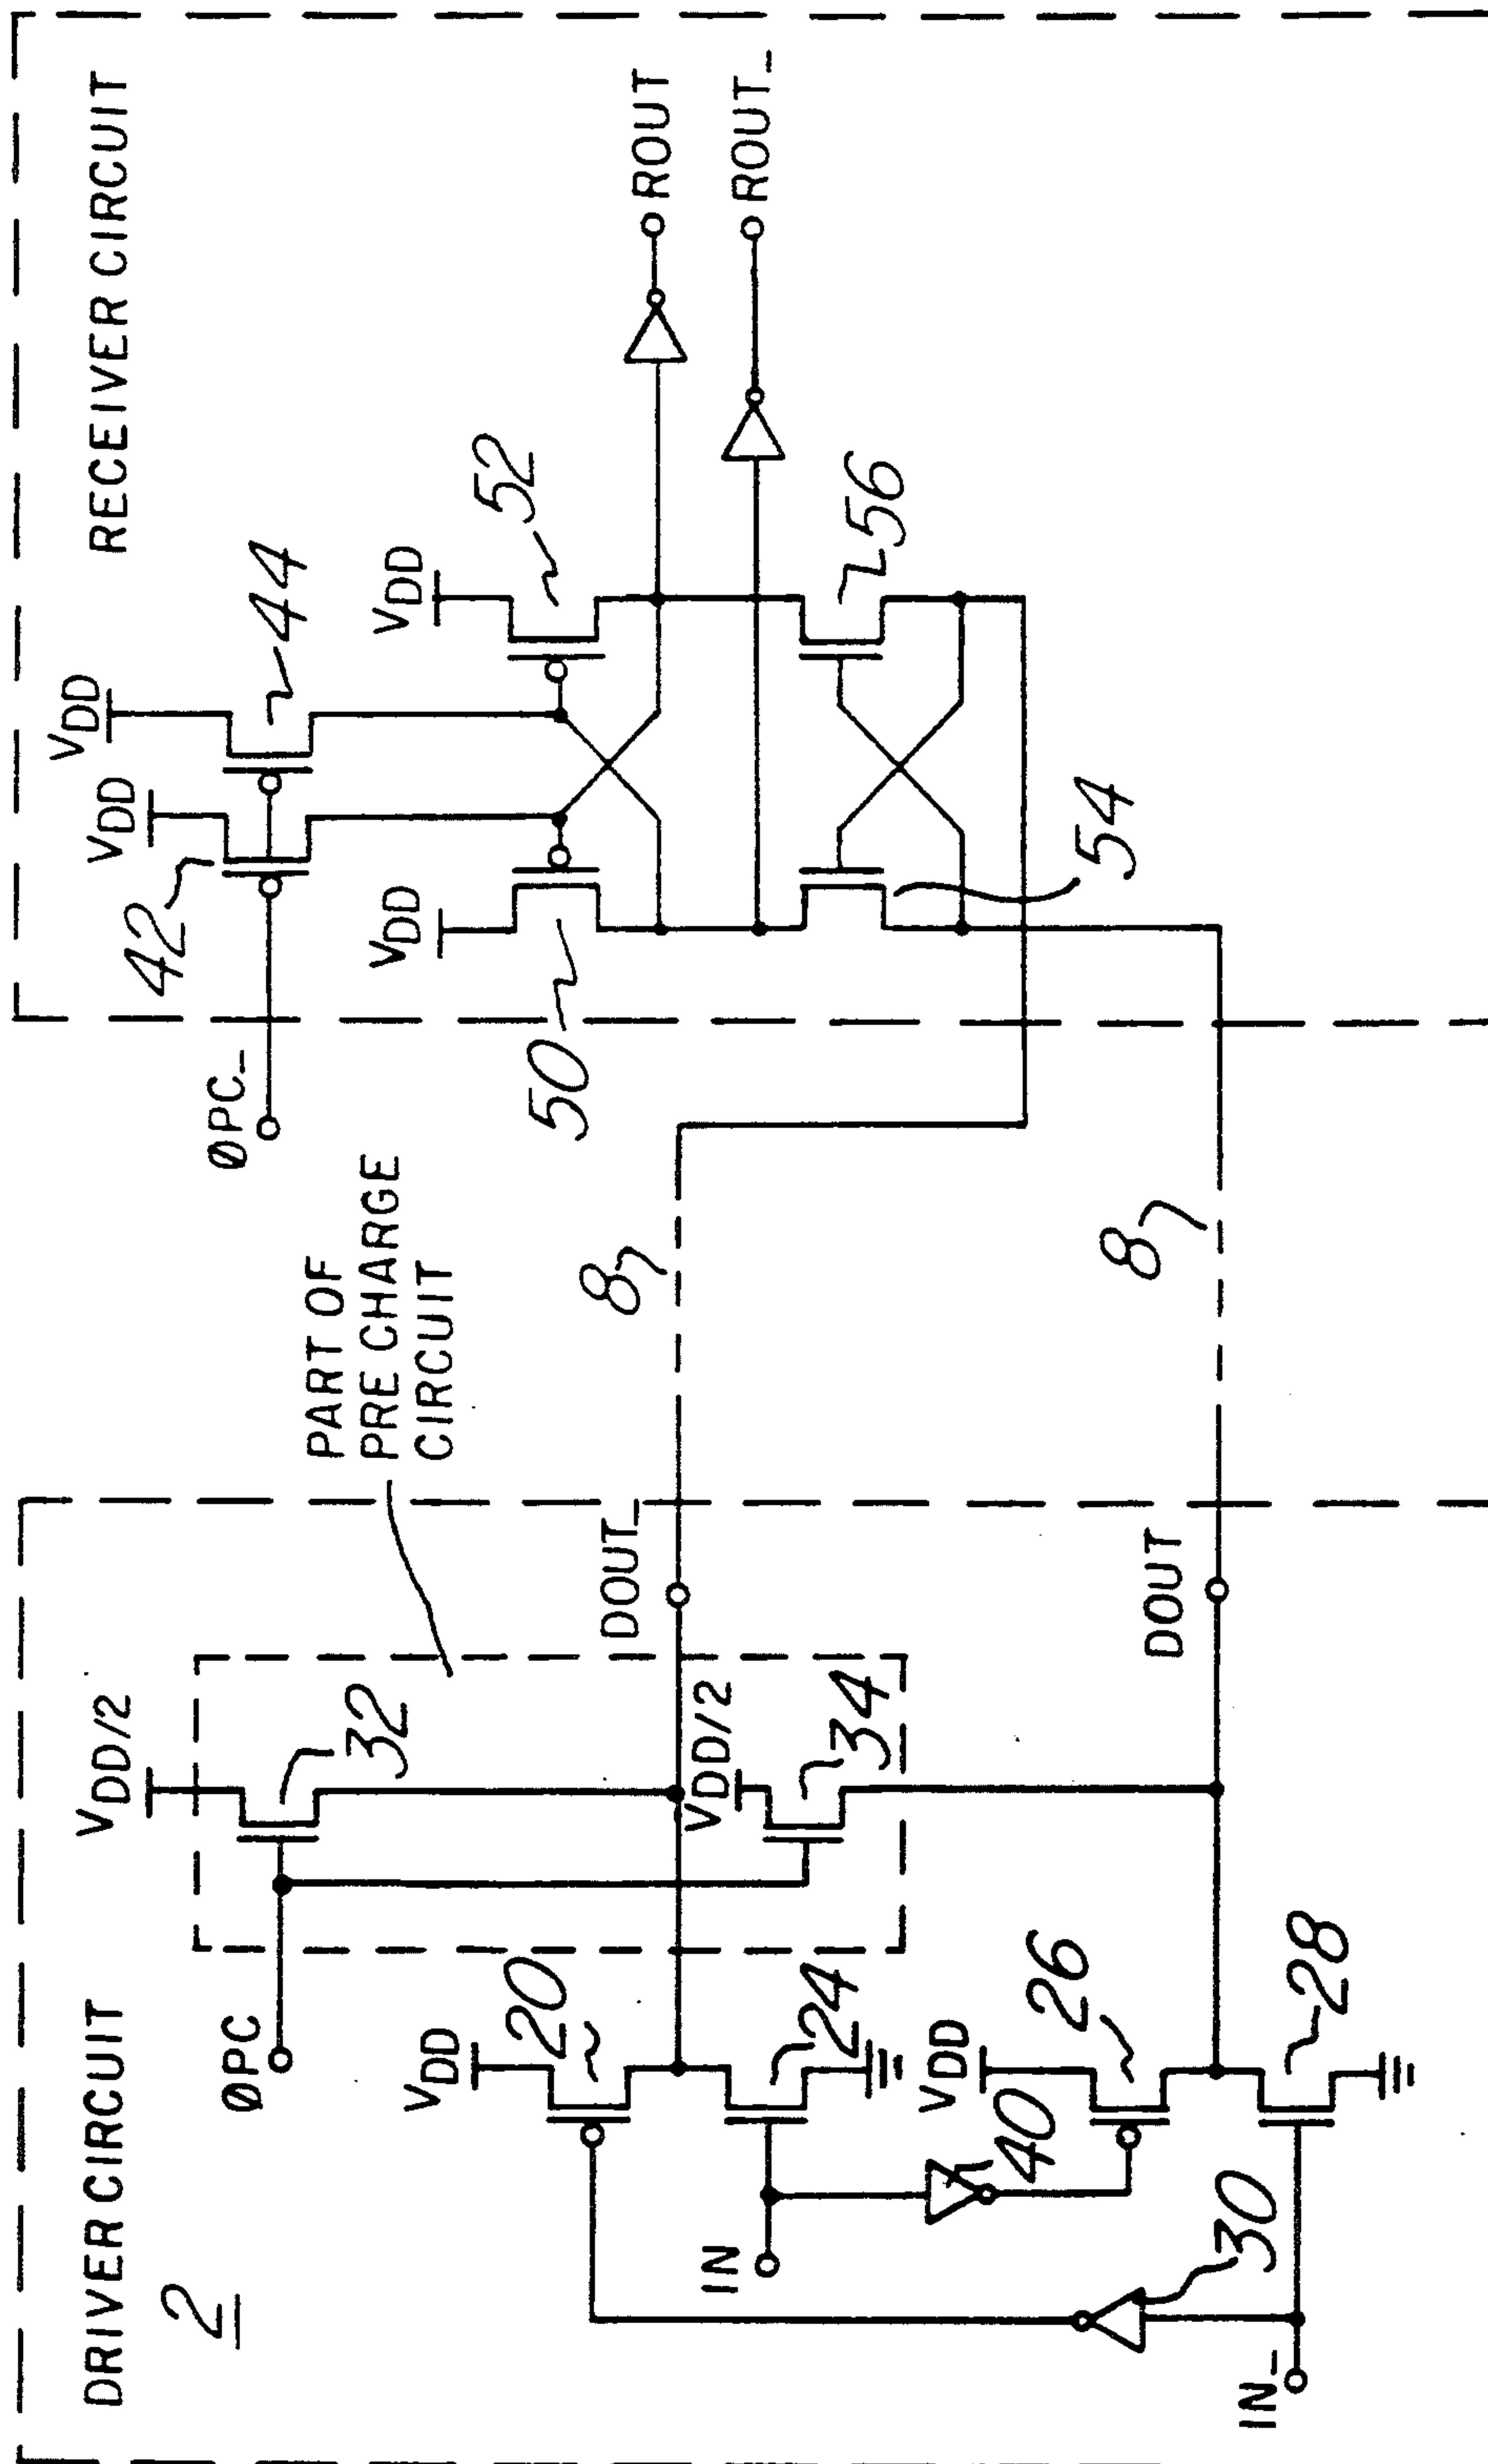 DRIVER CIRCUIT
2
ØPC
VDD/2
32
PART OF
PRE CHARGE
CIRCUIT
VDD
20
DOUT_
8
IN
24
VDD/2
34
VDD
40
26
DOUT
8
30
28
IN_
RECEIVER CIRCUIT
ØPC_
42
VDD
VDD
44
VDD
50
VDD
52
ROUT
ROUT_
54
56